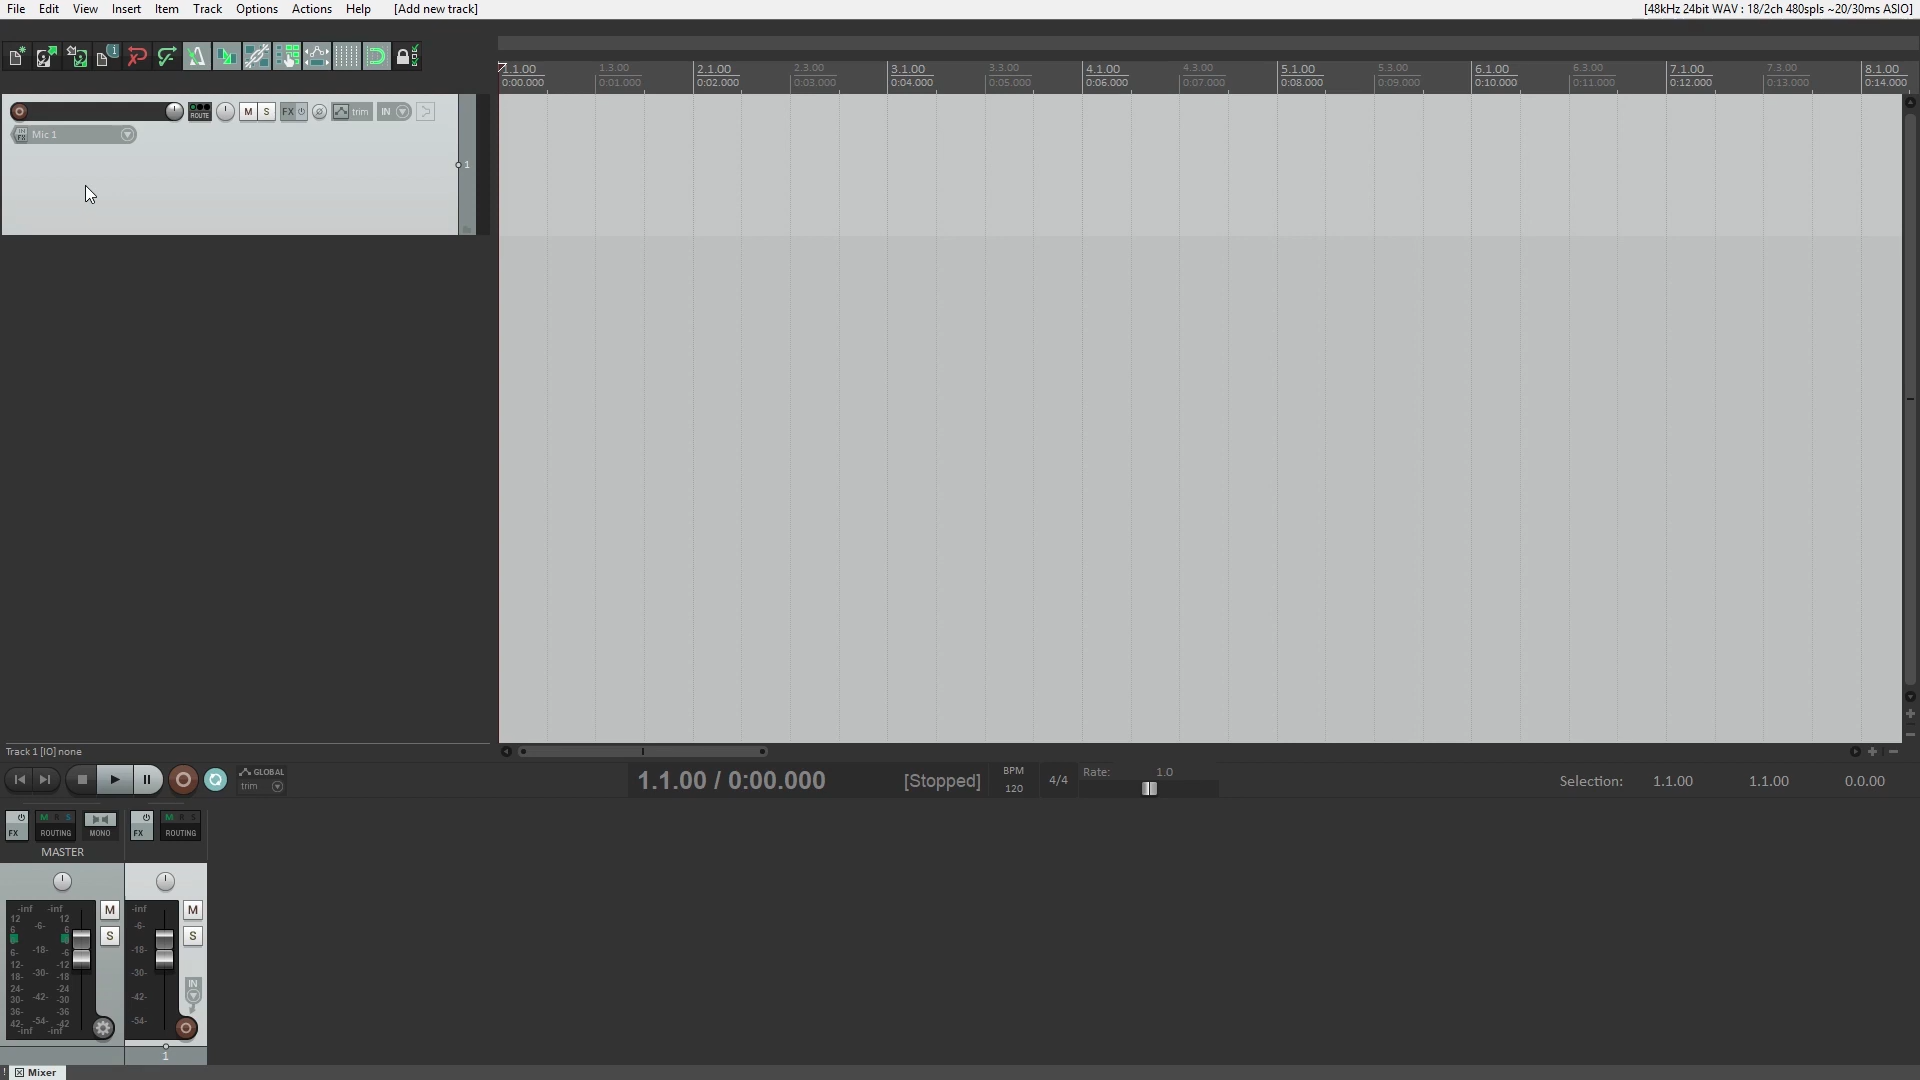 File Edit View Insert Item Track Options Actions Help [Add new track] [48kHz 24bit WAV : 18/2ch 480spls ~20/30ms ASIO]
1.1.00 1.3.00 2.1.00 2.3.00 3.1.00 3.3.00 4.1.00 4.3.00 5.1.00 5.3.00 6.1.00 6.3.00 7.1.00 7.3.00 8.1.00
0:00.000 0:01.000 0:02.000 0:03.000 0:04.000 0:05.000 0:06.000 0:07.000 0:08.000 0:09.000 0:10.000 0:11.000 0:12.000 0:13.000 0:14.000
ROUTE M S FX trim IN
IN FX Mic 1
1
Track 1 [IO] none
GLOBAL
trim
1.1.00 / 0:00.000 [Stopped]
BPM
120
4/4
Rate: 1.0
Selection: 1.1.00 1.1.00 0.0.00
FX M R S ROUTING MONO FX M R S ROUTING
MASTER
-inf -inf -inf
12 12 M M
6 -6- 6 -6-
S S
6- -6
-18- -18-
12- -12
18- -18
-30- -30-
24- -24
IN
30- -42- -30 -42-
36- -36
42- -54- -42 -54-
-inf -inf
1
! Mixer